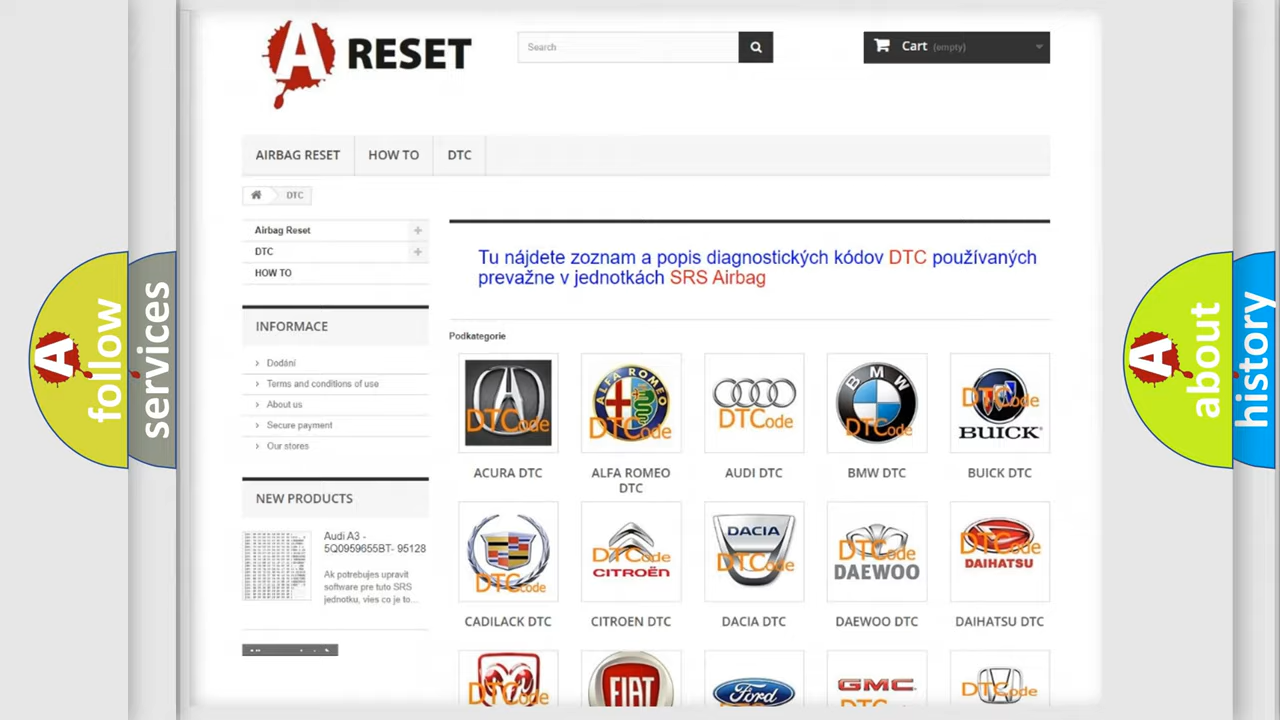 A RESET
Search
Cart (empty)
AIRBAG RESET
HOW TO
DTC
DTC
Airbag Reset
DTC
HOW TO
INFORMACE
Dodání
Terms and conditions of use
About us
Secure payment
Our stores
NEW PRODUCTS
Audi A3 -
5Q0959655BT- 95128
Ak potrebujes upravit
software pre tuto SRS
jednotku, vies co je to...
Tu nájdete zoznam a popis diagnostických kódov DTC používaných
prevažne v jednotkách SRS Airbag
Podkategorie
DTCode
ALFA ROMEO
DTCode
DTCode
BMW
DTCode
DTCode
BUICK
ACURA DTC
ALFA ROMEO
DTC
AUDI DTC
BMW DTC
BUICK DTC
DTCode
DTCode
CITROËN
DACIA
DTCode
DTCode
DAEWOO
DTCode
DAIHATSU
CADILACK DTC
CITROEN DTC
DACIA DTC
DAEWOO DTC
DAIHATSU DTC
DTCode
FIAT
Ford
GMC
DTCode
A follow
services
A about
history